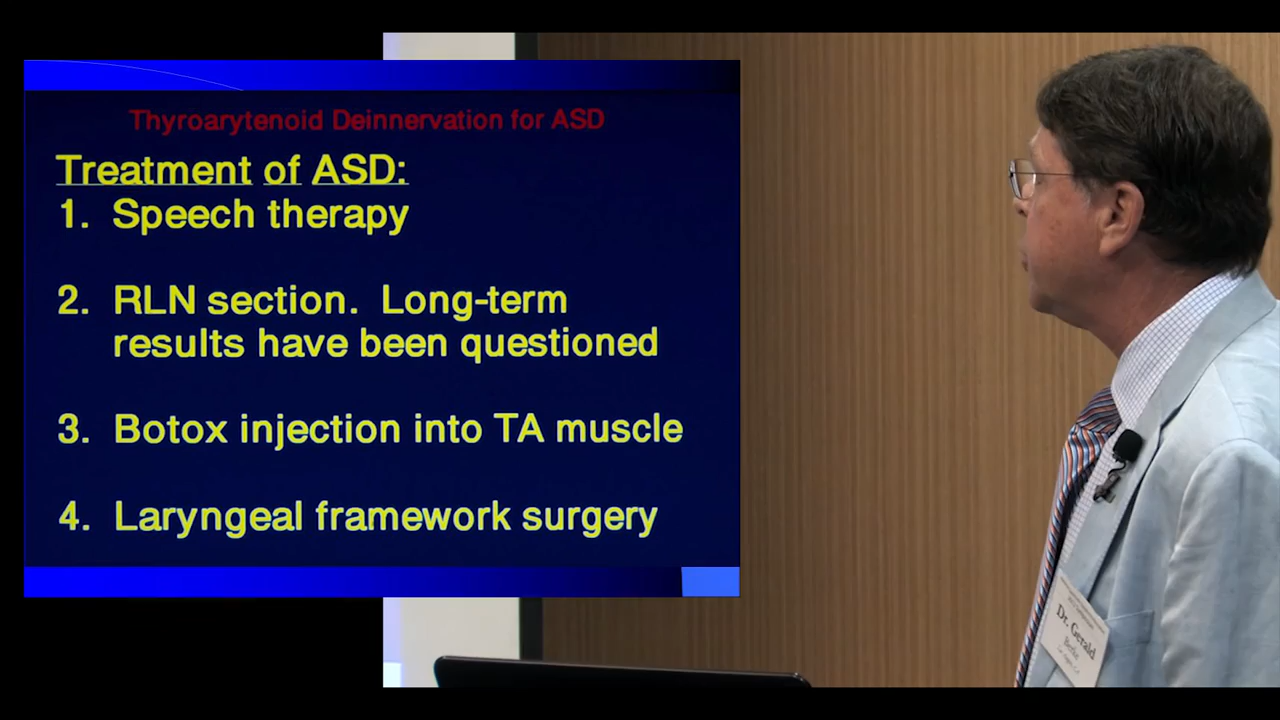 Thyroarytenoid Deinnervation for ASD
Treatment of ASD:
1. Speech therapy
2. RLN section. Long-term
results have been questioned
3. Botox injection into TA muscle
4. Laryngeal framework surgery
Dr. Gerald
Berke